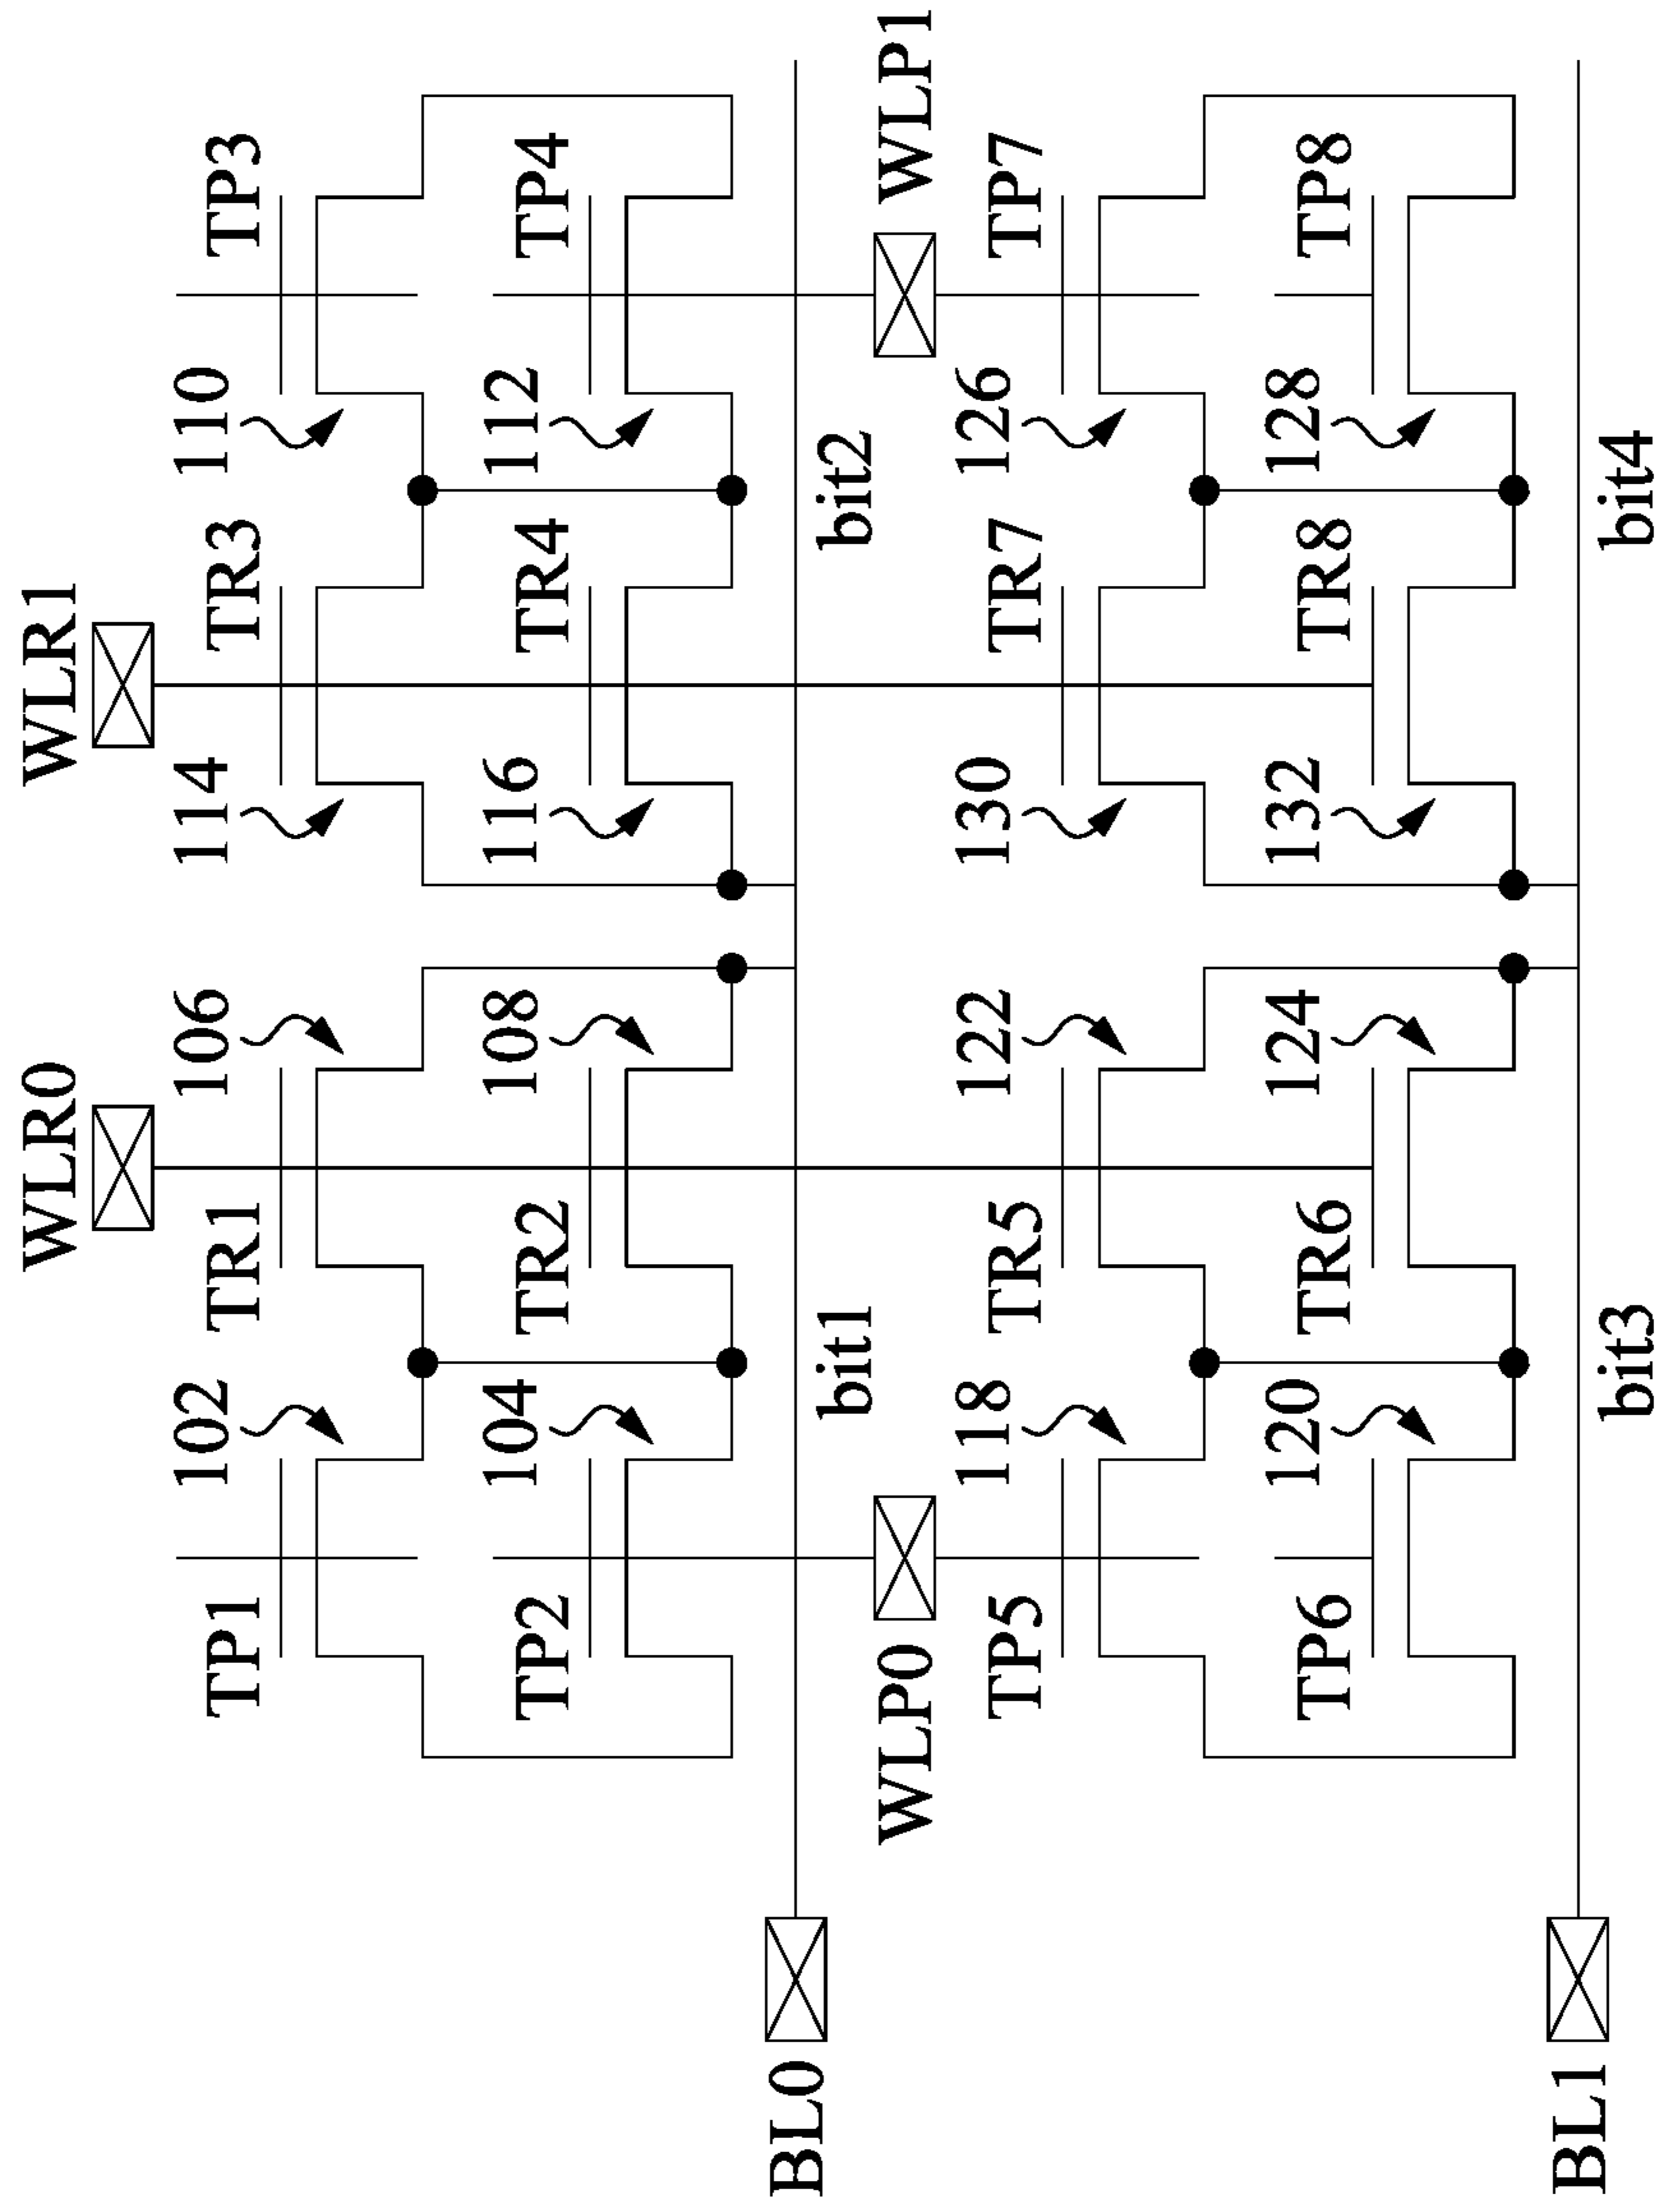 WLR0 WLR1
102 106 114 110
TP1 TR1 TR3 TP3
104 108 116 112
TP2 TR2 TR4 TP4
BL0
bit1 bit2
WLP0 WLP1
118 122 130 126
TP5 TR5 TR7 TP7
120 124 132 128
TP6 TR6 TR8 TP8
BL1
bit3 bit4